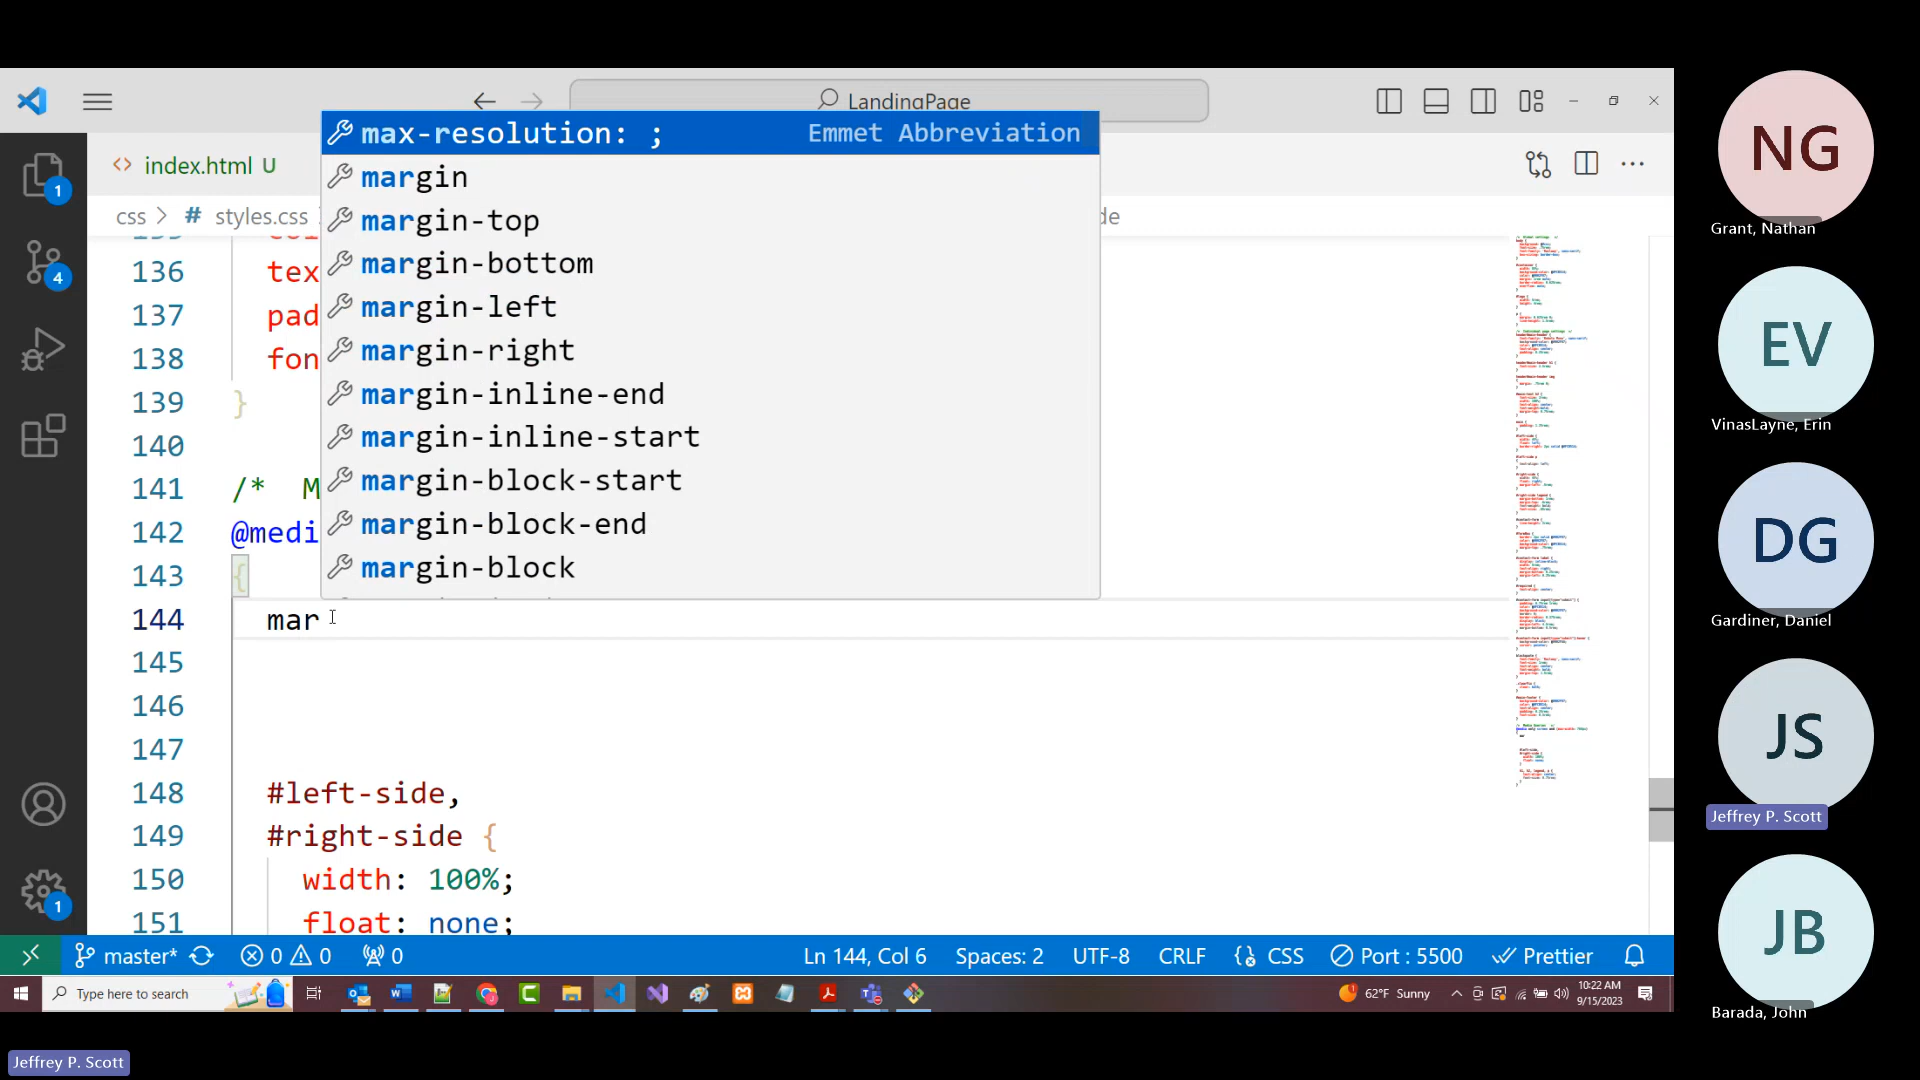 LandingPage
index.html U
css > # styles.css
de
max-resolution: ; Emmet Abbreviation
margin
margin-top
margin-bottom
margin-left
margin-right
margin-inline-end
margin-inline-start
margin-block-start
margin-block-end
margin-block
136 tex
137 pad
138 fon
139 }
140
141 /* M
142 @medi
143 {
144 mar
145
146
147
148 #left-side,
149 #right-side {
150 width: 100%;
151 float: none;
1
4
1
master* 0 0 0 Ln 144, Col 6 Spaces: 2 UTF-8 CRLF CSS Port : 5500 Prettier
Type here to search
62°F Sunny
10:22 AM
9/15/2023
NG
Grant, Nathan
EV
VinasLayne, Erin
DG
Gardiner, Daniel
JS
Jeffrey P. Scott
JB
Barada, John
Jeffrey P. Scott